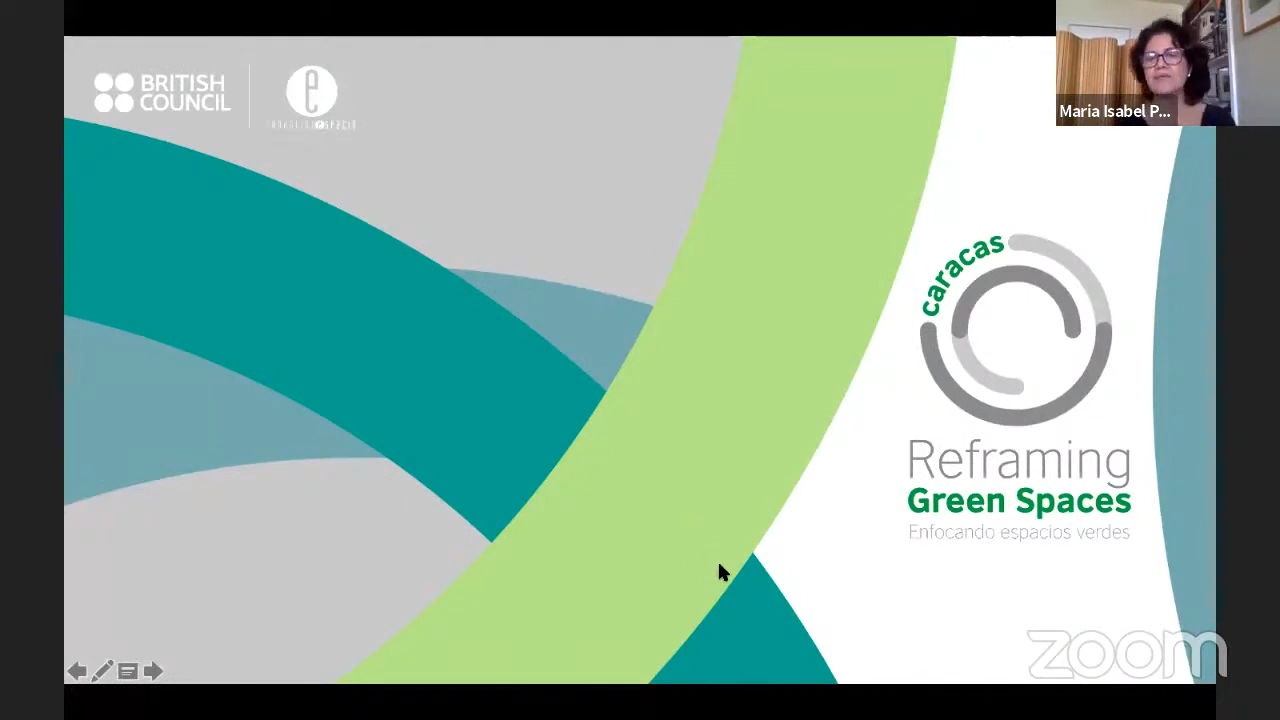 BRITISH
COUNCIL
e
Maria Isabel P...
caracas
Reframing
Green Spaces
Enfocando espacios verdes
zoom